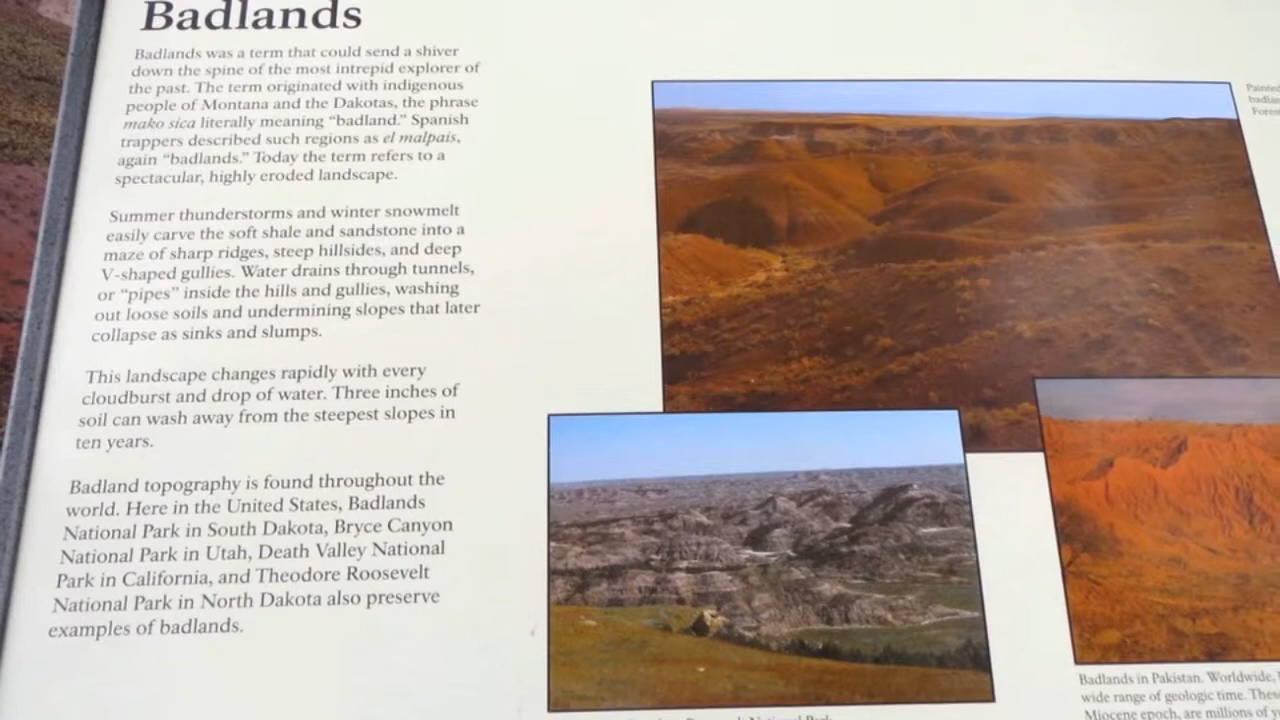 Badlands
Badlands was a term that could send a shiver
down the spine of the most intrepid explorer of
the past. The term originated with indigenous
people of Montana and the Dakotas, the phrase
mako sica literally meaning “badland.” Spanish
trappers described such regions as el malpais,
again “badlands.” Today the term refers to a
spectacular, highly eroded landscape.
Summer thunderstorms and winter snowmelt
easily carve the soft shale and sandstone into a
maze of sharp ridges, steep hillsides, and deep
V-shaped gullies. Water drains through tunnels,
or “pipes” inside the hills and gullies, washing
out loose soils and undermining slopes that later
collapse as sinks and slumps.
This landscape changes rapidly with every
cloudburst and drop of water. Three inches of
soil can wash away from the steepest slopes in
ten years.
Badland topography is found throughout the
world. Here in the United States, Badlands
National Park in South Dakota, Bryce Canyon
National Park in Utah, Death Valley National
Park in California, and Theodore Roosevelt
National Park in North Dakota also preserve
examples of badlands.
Painted
Badlands in Pakistan. Worldwide,
wide range of geologic time.
Miocene epoch, are millions of